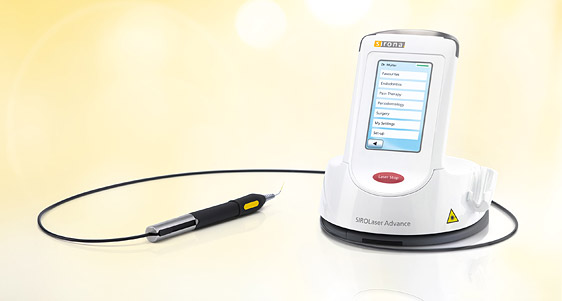 sirona
Dr. Muller
Favourites
Endodontics
Pain Therapy
Periodontology
Surgery
My Settings
Set-up
Laser Stop
SIROLaser Advance